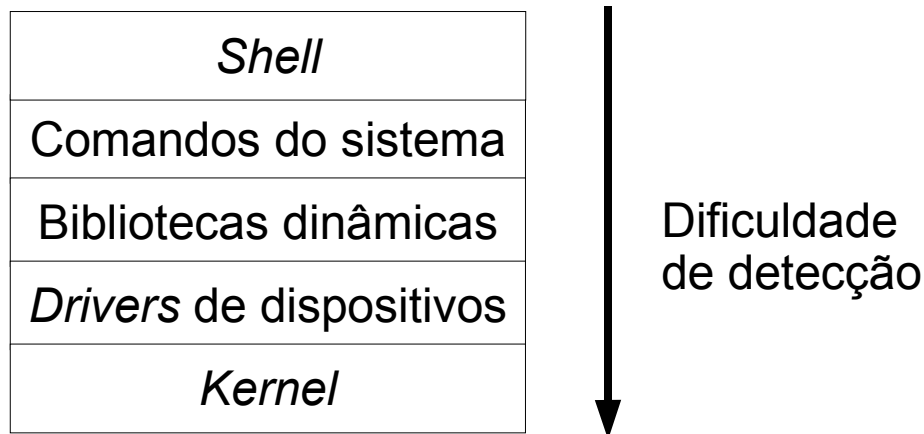 Shell
Comandos do sistema
Bibliotecas dinâmicas
Drivers de dispositivos
Kernel
Dificuldade
de detecção